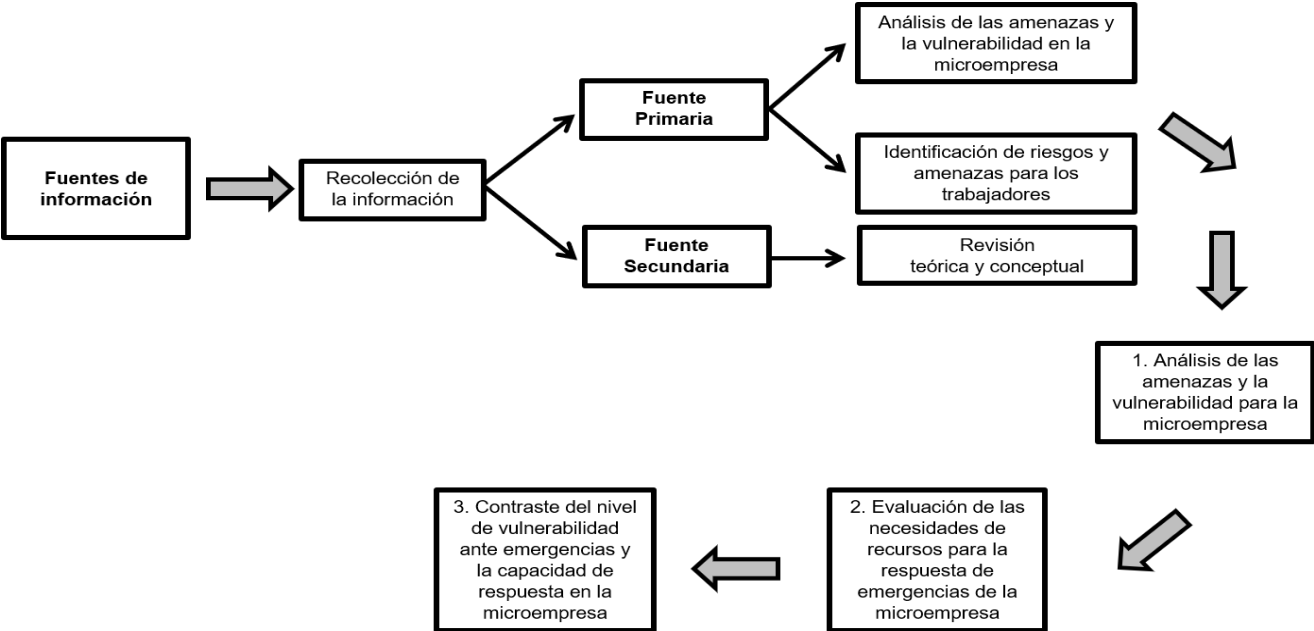 Fuentes de
información
Recolección de
la información
Fuente
Primaria
Fuente
Secundaria
Análisis de las amenazas y
la vulnerabilidad en la
microempresa
Identificación de riesgos y
amenazas para los
trabajadores
Revisión
teórica y conceptual
1. Análisis de las
amenazas y la
vulnerabilidad para la
microempresa
2. Evaluación de las
necesidades de
recursos para la
respuesta de
emergencias de la
microempresa
3. Contraste del nivel
de vulnerabilidad
ante emergencias y
la capacidad de
respuesta en la
microempresa